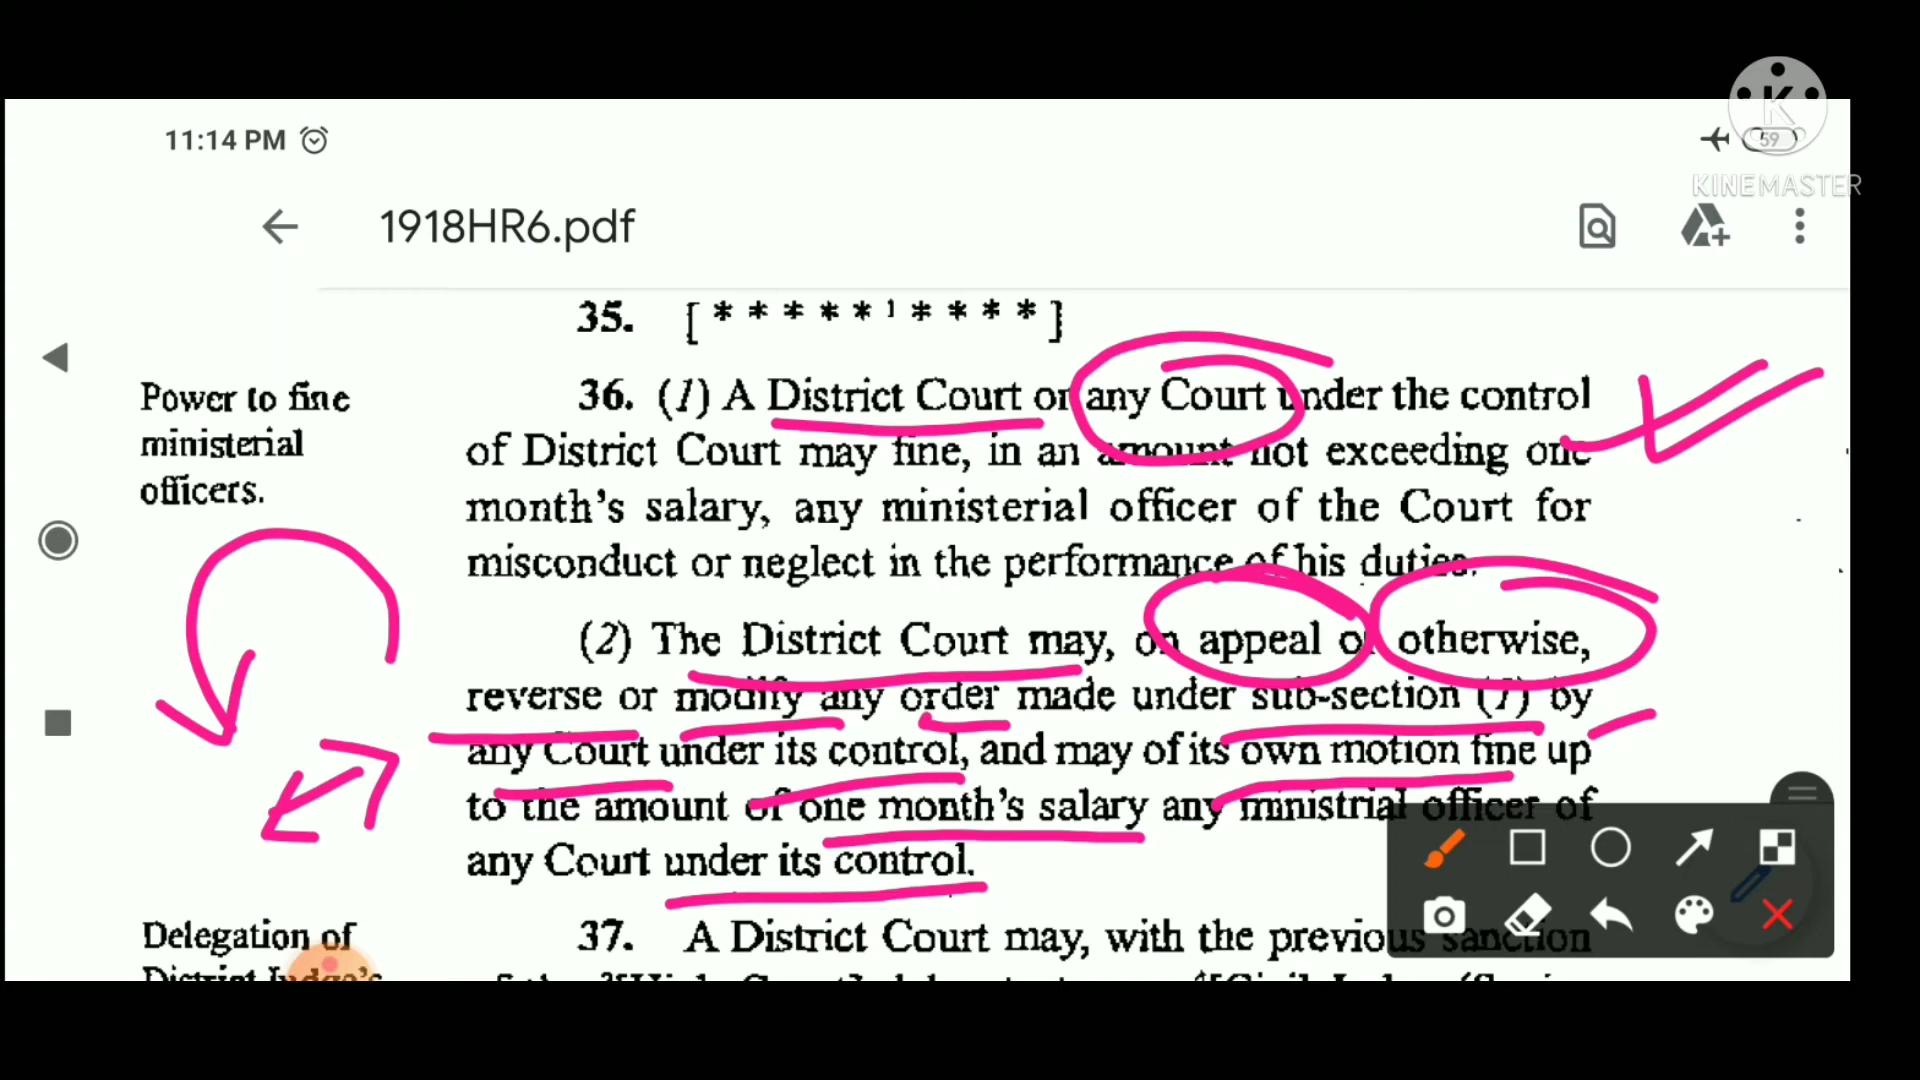 KINEMASTER
11:14 PM
59
1918HR6.pdf
35. [ * * * * * 1 * * * * ]
Power to fine
ministerial
officers.
36. (1) A District Court or any Court under the control
of District Court may fine, in an amount not exceeding one
month's salary, any ministerial officer of the Court for
misconduct or neglect in the performance of his duties.
(2) The District Court may, on appeal or otherwise,
reverse or modify any order made under sub-section (1) by
any Court under its control, and may of its own motion fine up
to the amount of one month's salary any ministrial officer of
any Court under its control.
Delegation of
District Judge's
37. A District Court may, with the previous sanction